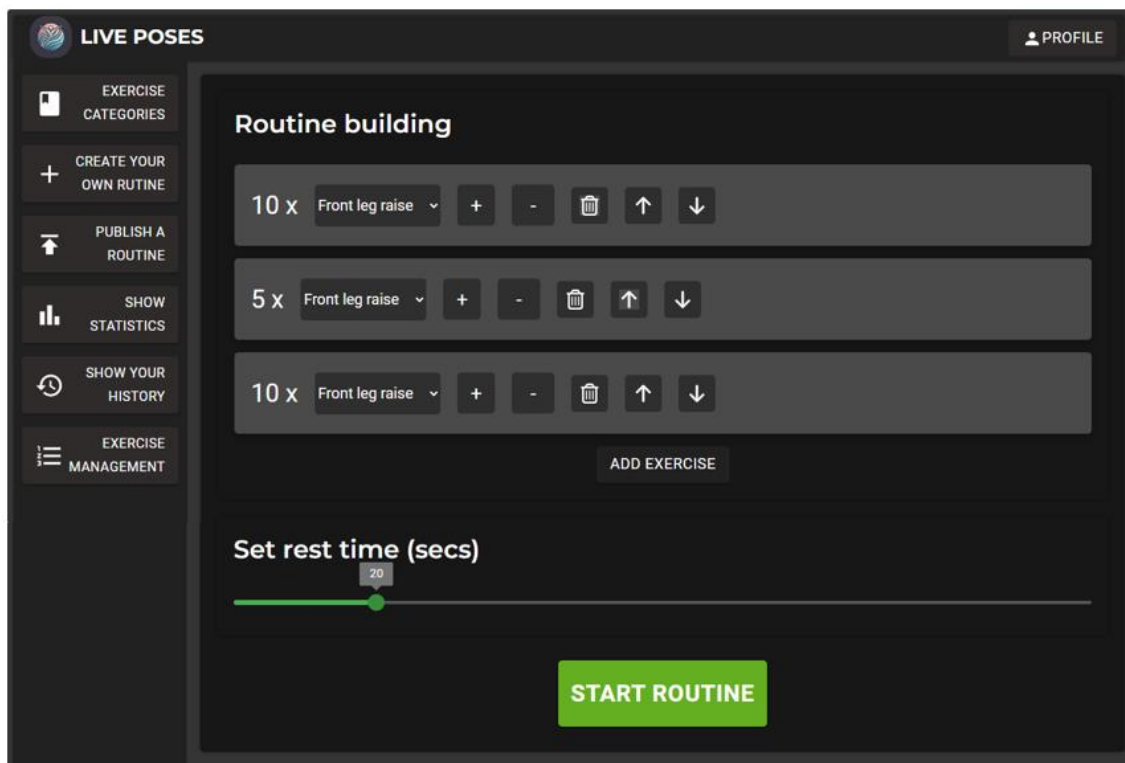 LIVE POSES
PROFILE
EXERCISE
CATEGORIES
CREATE YOUR
OWN RUTINE
PUBLISH A
ROUTINE
SHOW
STATISTICS
SHOW YOUR
HISTORY
EXERCISE
MANAGEMENT
Routine building
10 x Front leg raise + -
5 x Front leg raise + -
10 x Front leg raise + -
ADD EXERCISE
Set rest time (secs)
20
START ROUTINE